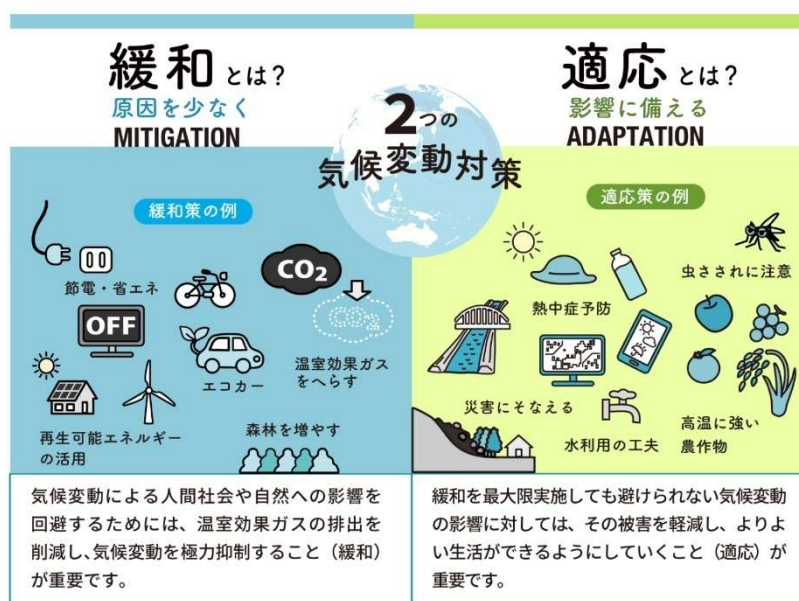 緩和とは?
原因を少なく
MITIGATION
2つの
気候変動対策
適応とは?
影響に備える
ADAPTATION
緩和策の例
節電・省エネ
OFF
CO₂
CO₂
エコカー
温室効果ガス
をへらす
再生可能エネルギー
の活用
森林を増やす
気候変動による人間社会や自然への影響を
回避するためには、温室効果ガスの排出を
削減し、気候変動を極力抑制すること(緩和)
が重要です。
適応策の例
虫さされに注意
熱中症予防
災害にそなえる
水利用の工夫
高温に強い
農作物
緩和を最大限実施しても避けられない気候変動
の影響に対しては、その被害を軽減し、よりよ
い生活ができるようにしていくこと(適応)が
重要です。